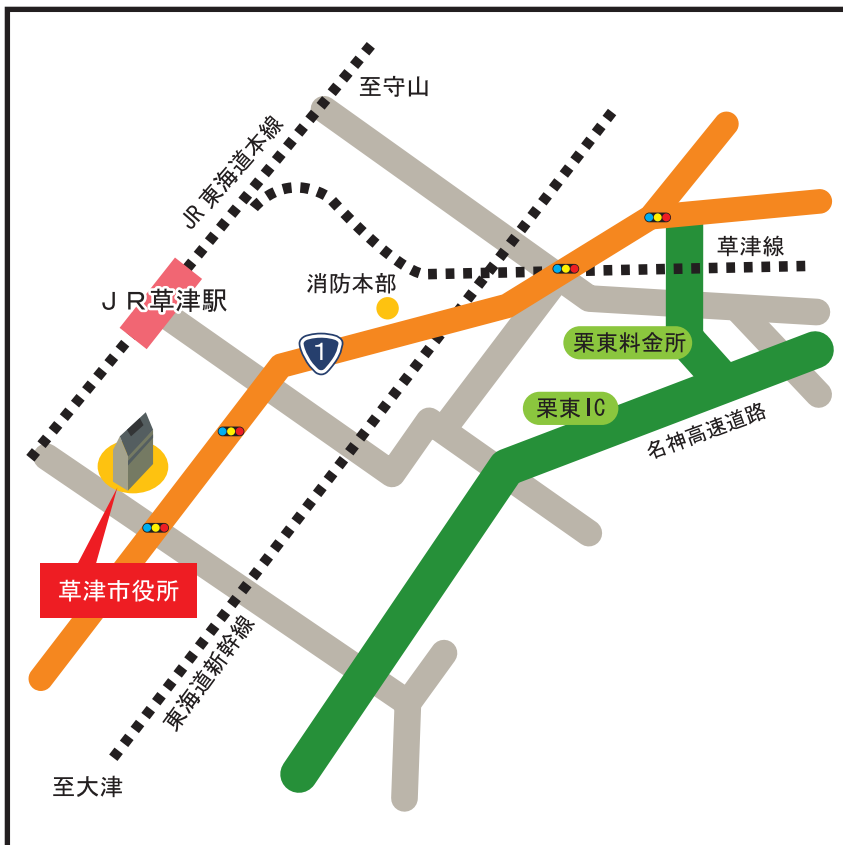 至守山
JR東海道本線
草津線
消防本部
JR草津駅
1
栗東料金所
栗東IC
名神高速道路
草津市役所
東海道新幹線
至大津